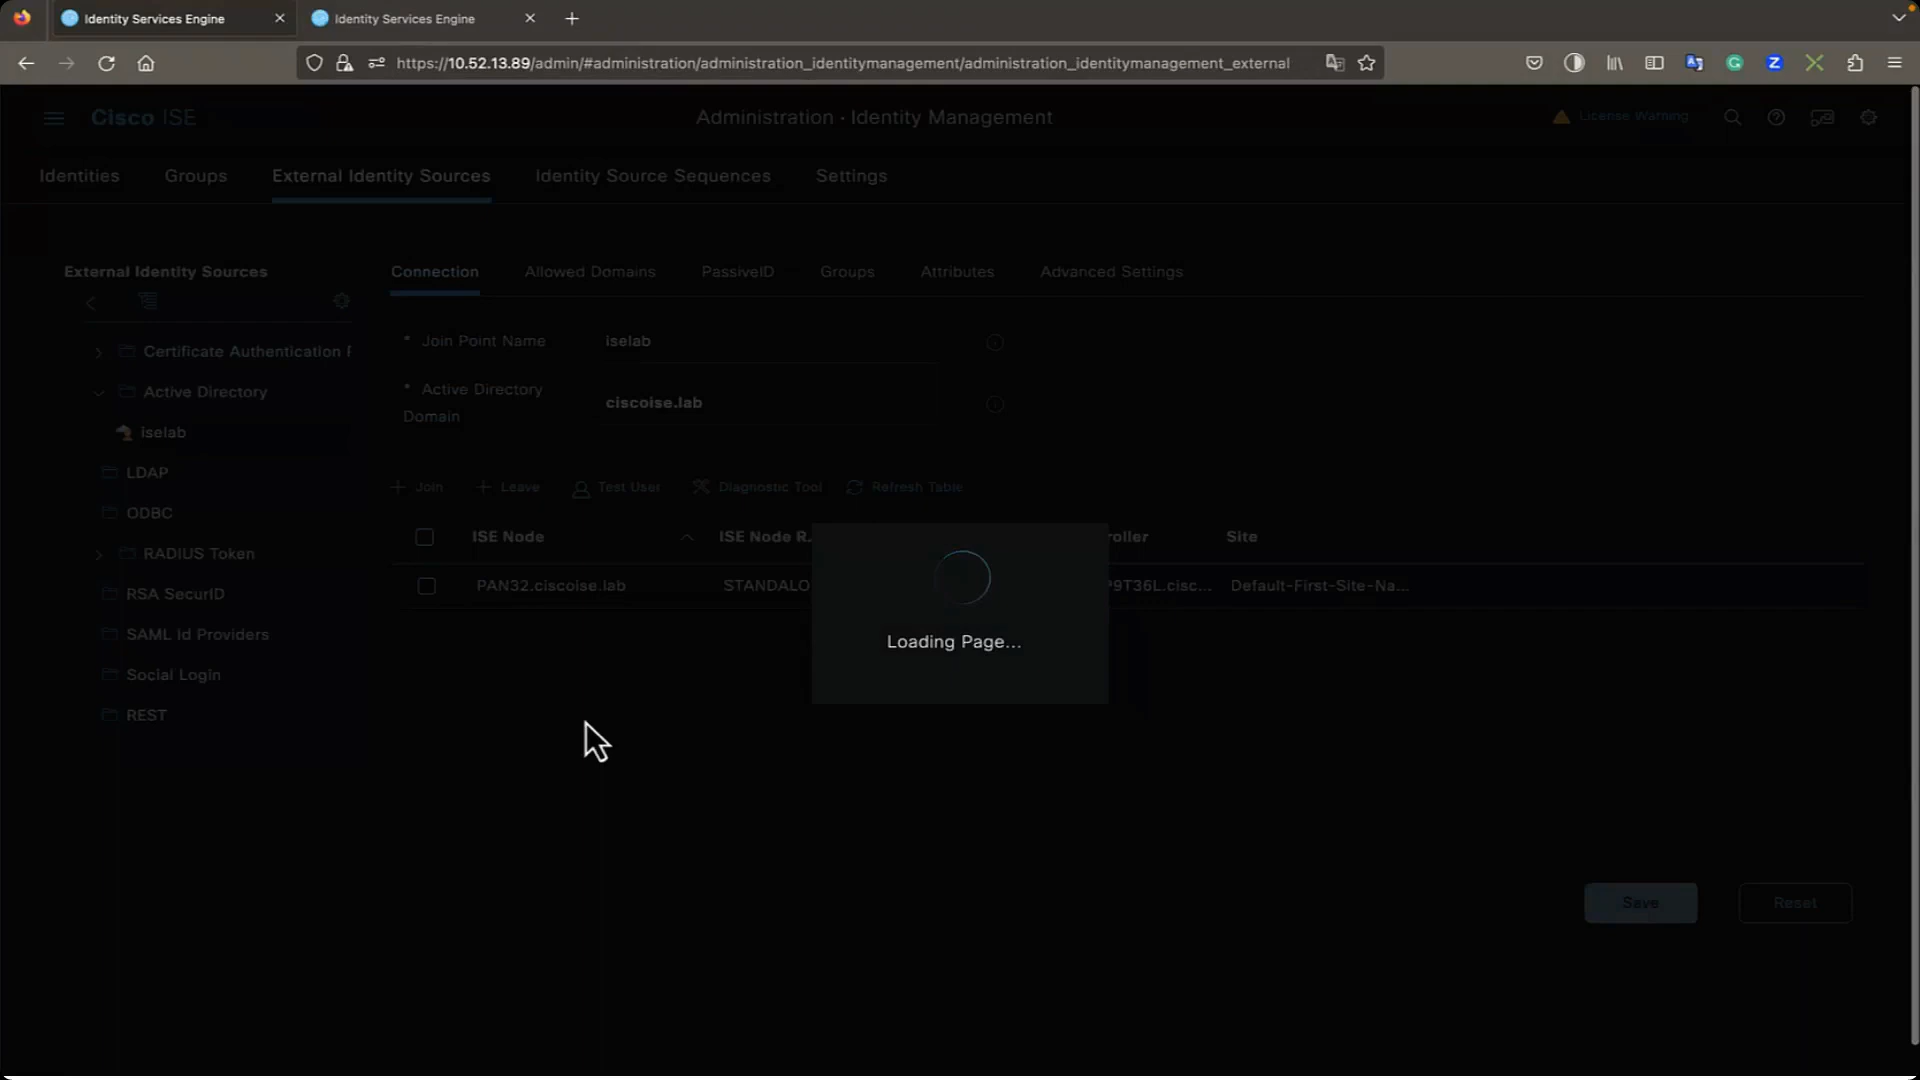 Identity Services Engine
Identity Services Engine
https://10.52.13.89/admin/#administration/administration_identitymanagement/administration_identitymanagement_external
Cisco ISE
Administration · Identity Management
License Warning
Identities
Groups
External Identity Sources
Identity Source Sequences
Settings
External Identity Sources
Certificate Authentication
Active Directory
iselab
LDAP
ODBC
RADIUS Token
RSA SecurID
SAML Id Providers
Social Login
REST
Connection
Allowed Domains
PassiveID
Groups
Attributes
Advanced Settings
* Join Point Name
iselab
* Active Directory
Domain
ciscoise.lab
+ Join
+ Leave
Test User
Diagnostic Tool
Refresh Table
ISE Node
ISE Node R.
roller
Site
PAN32.ciscoise.lab
STANDALO
9T36L.cisc...
Default-First-Site-Na...
Loading Page...
Save
Reset